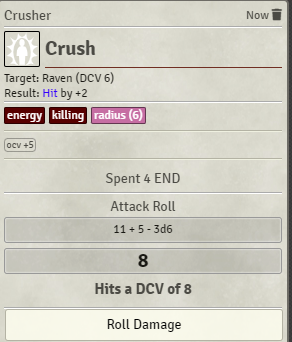 Crusher Now
Crush
Target: Raven (DCV 6)
Result: Hit by +2
energy killing radius (6)
ocv +5
Spent 4 END
Attack Roll
11 + 5 - 3d6
8
Hits a DCV of 8
Roll Damage